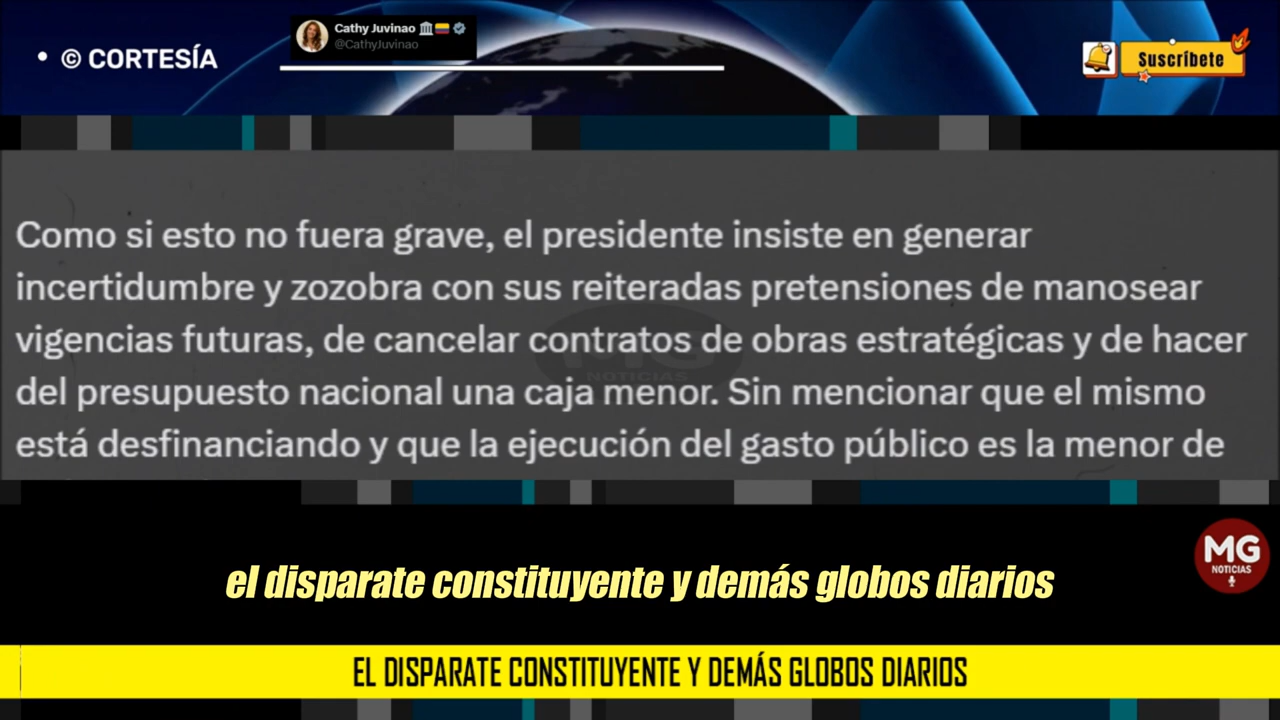 • © CORTESÍA
Cathy Juvinao
@CathyJuvinao
Suscríbete
Como si esto no fuera grave, el presidente insiste en generar
incertidumbre y zozobra con sus reiteradas pretensiones de manosear
vigencias futuras, de cancelar contratos de obras estratégicas y de hacer
del presupuesto nacional una caja menor. Sin mencionar que el mismo
está desfinanciando y que la ejecución del gasto público es la menor de
MG
NOTICIAS
el disparate constituyente y demás globos diarios
MG
NOTICIAS
EL DISPARATE CONSTITUYENTE Y DEMÁS GLOBOS DIARIOS